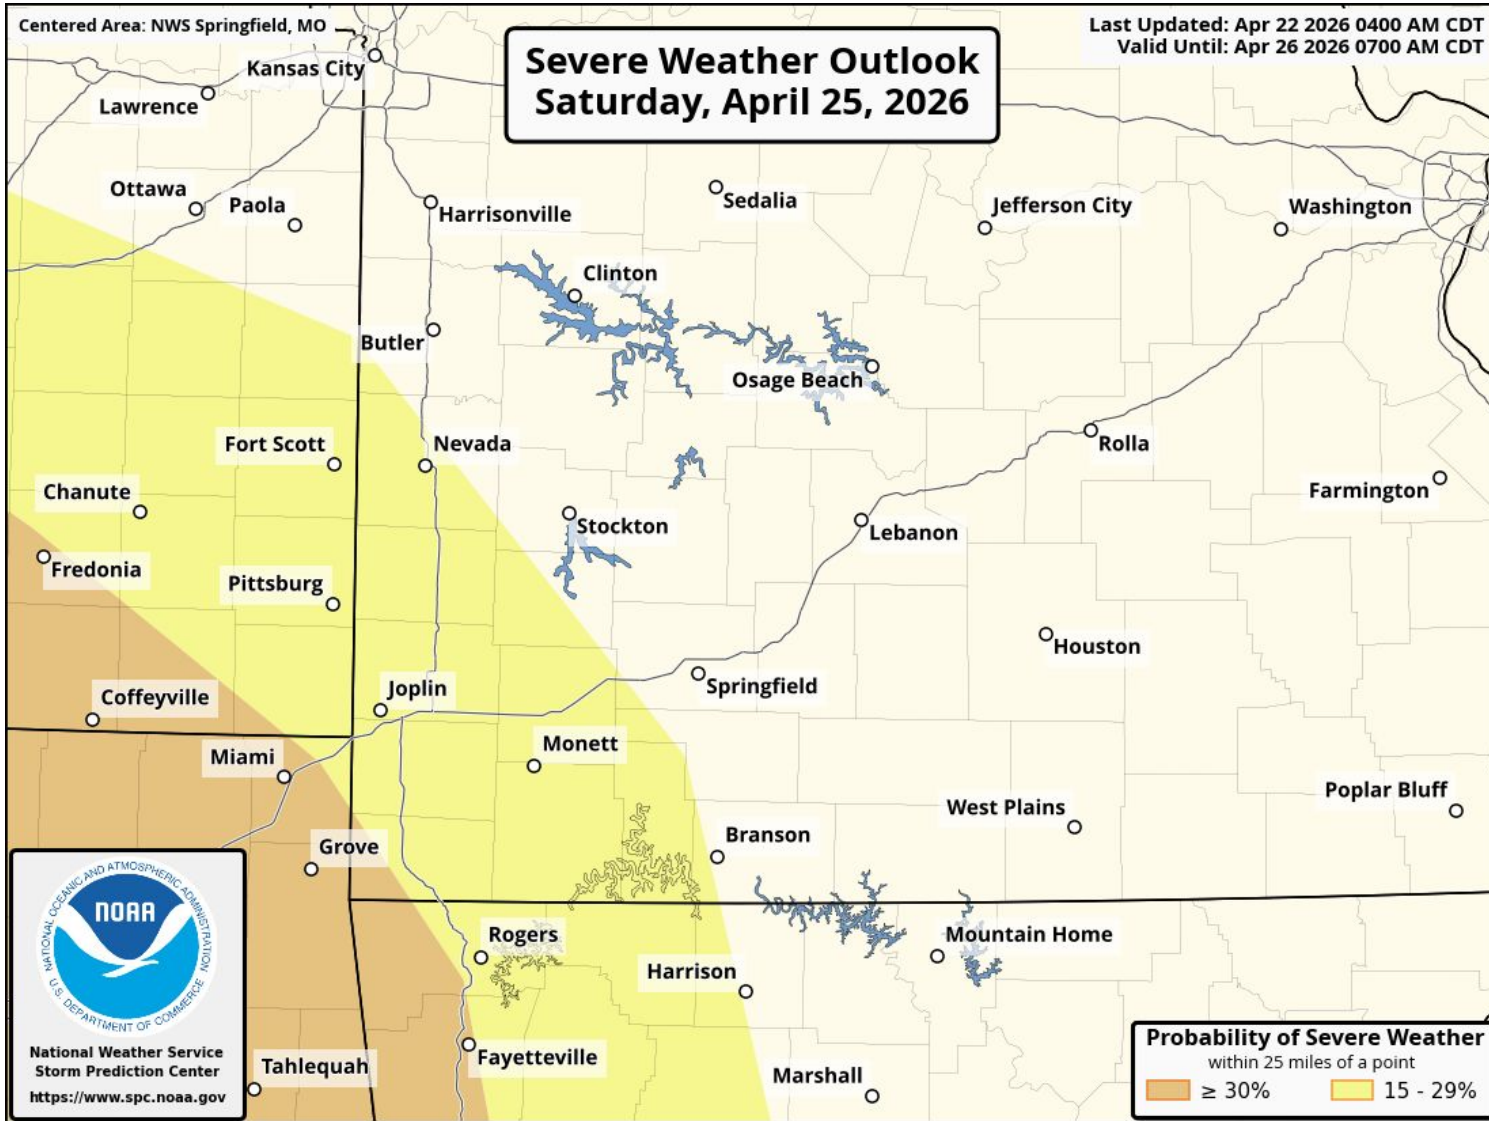 Centered Area: NWS Springfield, MO
Last Updated: Apr 22 2026 0400 AM CDT
Valid Until: Apr 26 2026 0700 AM CDT
Severe Weather Outlook
Saturday, April 25, 2026
Kansas City
Lawrence
Ottawa
Paola
Harrisonville
Sedalia
Jefferson City
Washington
Clinton
Butler
Osage Beach
Fort Scott
Nevada
Rolla
Chanute
Farmington
Stockton
Lebanon
Fredonia
Pittsburg
Houston
Coffeyville
Joplin
Springfield
Miami
Monett
Poplar Bluff
West Plains
Branson
Grove
Rogers
Mountain Home
Harrison
Fayetteville
Tahlequah
Marshall
NATIONAL OCEANIC AND ATMOSPHERIC ADMINISTRATION
NOAA
U.S. DEPARTMENT OF COMMERCE
National Weather Service
Storm Prediction Center
https://www.spc.noaa.gov
Probability of Severe Weather
within 25 miles of a point
≥ 30%
15 - 29%